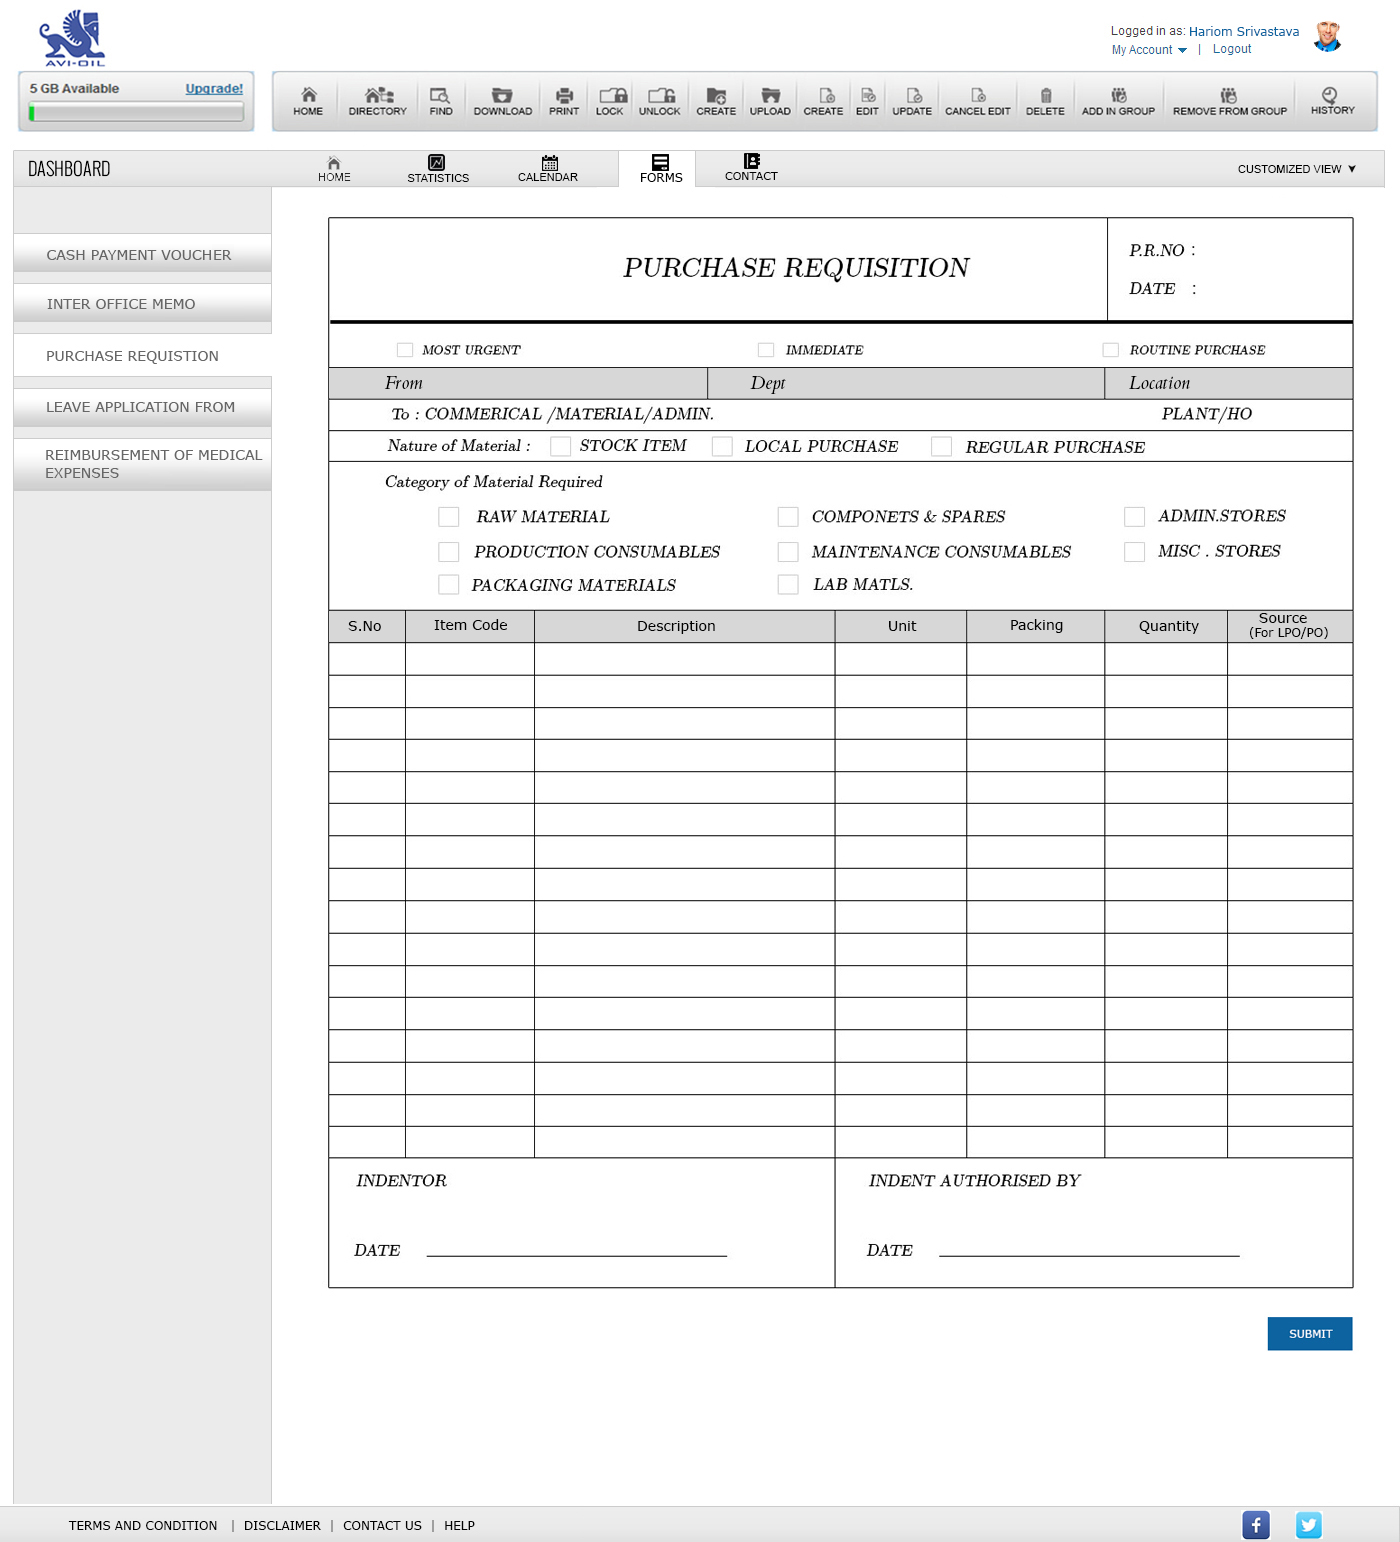 AVI-OIL
Logged in as: Hariom Srivastava
My Account | Logout
5 GB Available Upgrade!
HOME DIRECTORY FIND DOWNLOAD PRINT LOCK UNLOCK CREATE UPLOAD CREATE EDIT UPDATE CANCEL EDIT DELETE ADD IN GROUP REMOVE FROM GROUP HISTORY
DASHBOARD HOME STATISTICS CALENDAR FORMS CONTACT CUSTOMIZED VIEW
CASH PAYMENT VOUCHER
INTER OFFICE MEMO
PURCHASE REQUISTION
LEAVE APPLICATION FROM
REIMBURSEMENT OF MEDICAL
EXPENSES
PURCHASE REQUISITION
P.R.NO :
DATE :
MOST URGENT IMMEDIATE ROUTINE PURCHASE
From Dept Location
To : COMMERICAL /MATERIAL/ADMIN. PLANT/HO
Nature of Material : STOCK ITEM LOCAL PURCHASE REGULAR PURCHASE
Category of Material Required
RAW MATERIAL COMPONETS & SPARES ADMIN.STORES
PRODUCTION CONSUMABLES MAINTENANCE CONSUMABLES MISC . STORES
PACKAGING MATERIALS LAB MATLS.
S.No Item Code Description Unit Packing Quantity Source
(For LPO/PO)
INDENTOR INDENT AUTHORISED BY
DATE DATE
SUBMIT
TERMS AND CONDITION | DISCLAIMER | CONTACT US | HELP